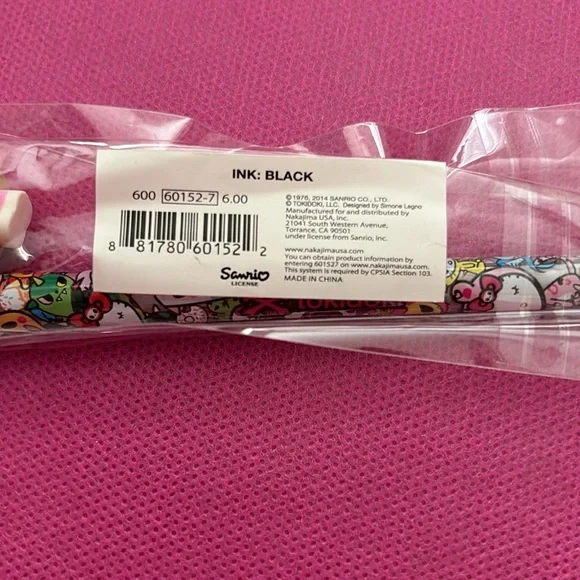 INK: BLACK
600 60152-7 6.00
8 81780 60152 2
Sanrio
LICENSE
©1976, 2014 SANRIO CO., LTD.
© TOKIDOKI, LLC. Designed by Simone Legno
Manufactured for and distributed by
Nakajima USA, Inc.
21041 South Western Avenue,
Torrance, CA 90501
under license from Sanrio, Inc.
www.nakajimausa.com
You can obtain product information by
entering 601527 on www.nakajimausa.com.
This system is required by CPSIA Section 103.
MADE IN CHINA